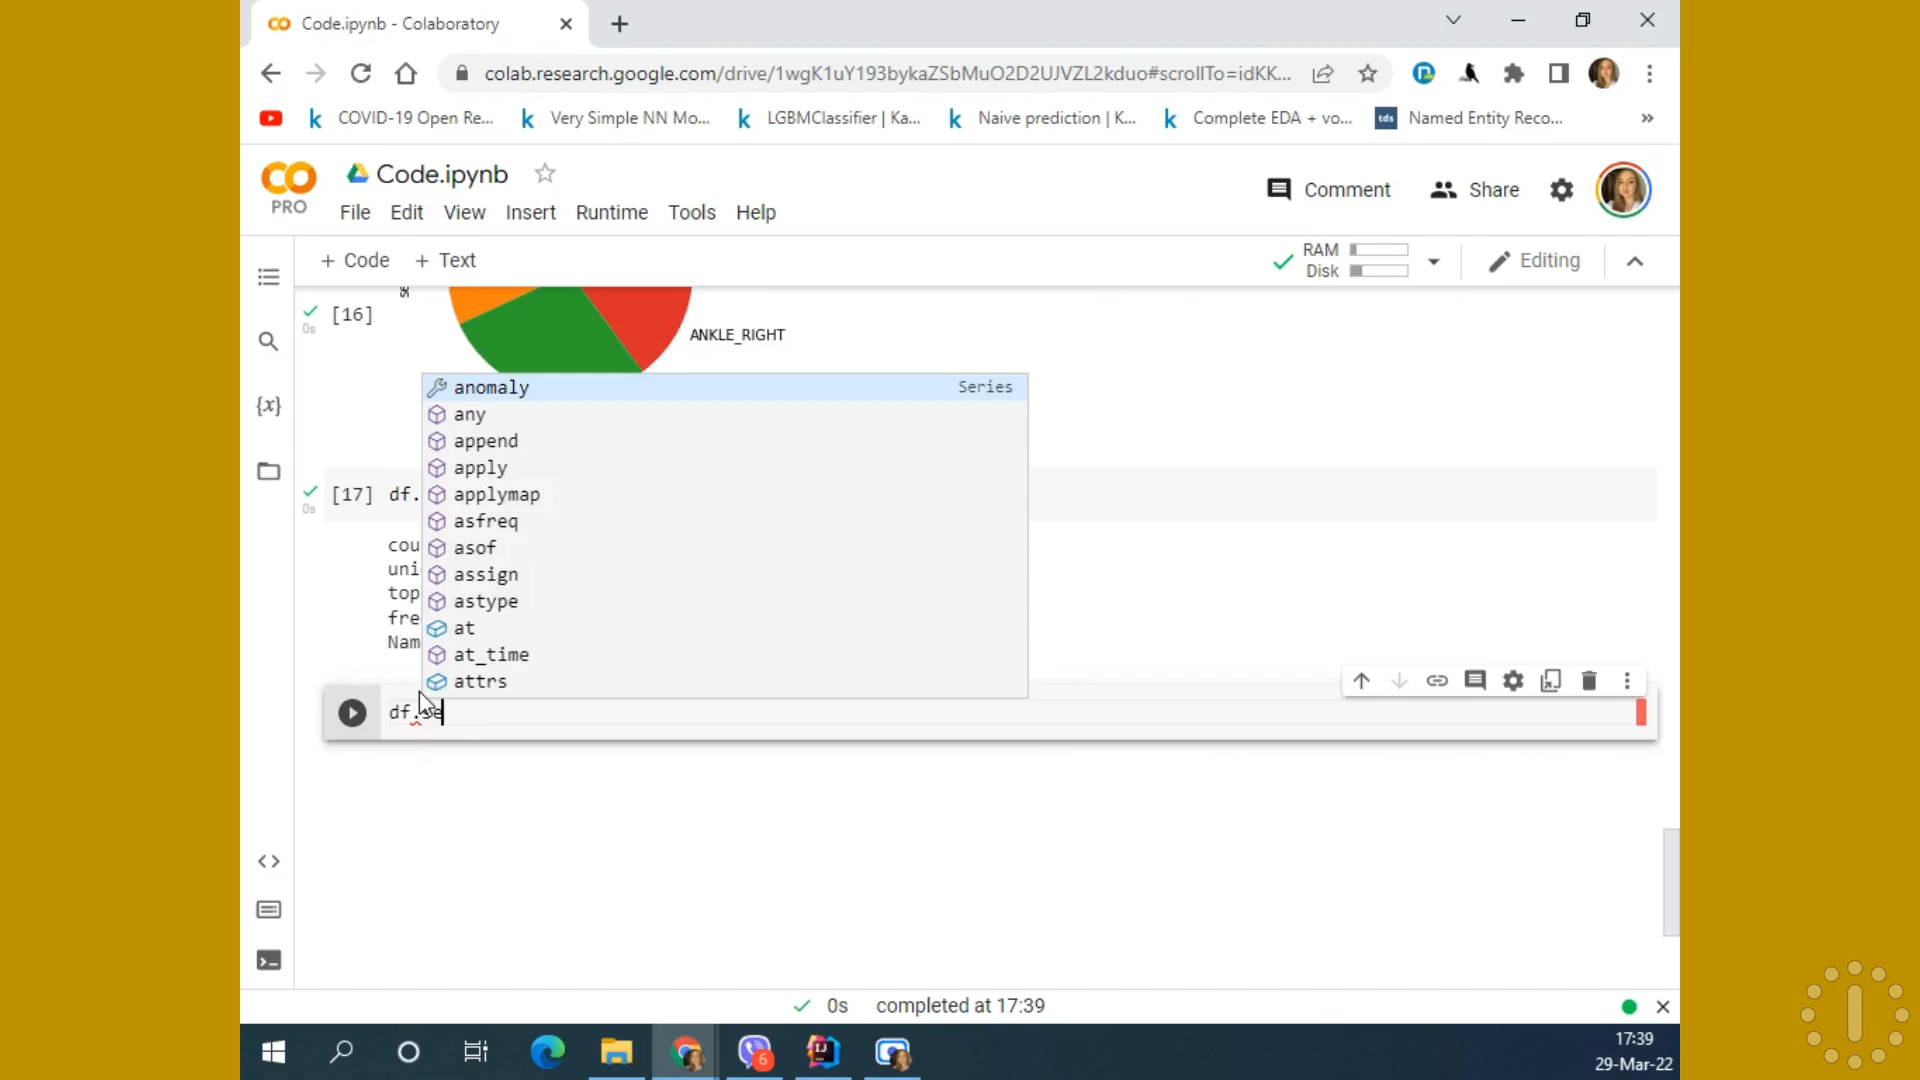 Code.ipynb - Colaboratory
colab.research.google.com/drive/1wgK1uY193bykaZSbMuO2D2UJVZL2kduo#scrollTo=idKK...
COVID-19 Open Re...
Very Simple NN Mo...
LGBMClassifier | Ka...
Naive prediction | K...
Complete EDA + vo...
tds
Named Entity Reco...
»
PRO
Code.ipynb
Comment
Share
File Edit View Insert Runtime Tools Help
+ Code + Text
RAM
Disk
Editing
0s
[16]
ANKLE_RIGHT
anomaly Series
any
append
apply
applymap
asfreq
asof
assign
astype
at
at_time
attrs
0s
[17] df.
cou
uni
top
fre
Nam
df.se
0s completed at 17:39
6
17:39
29-Mar-22